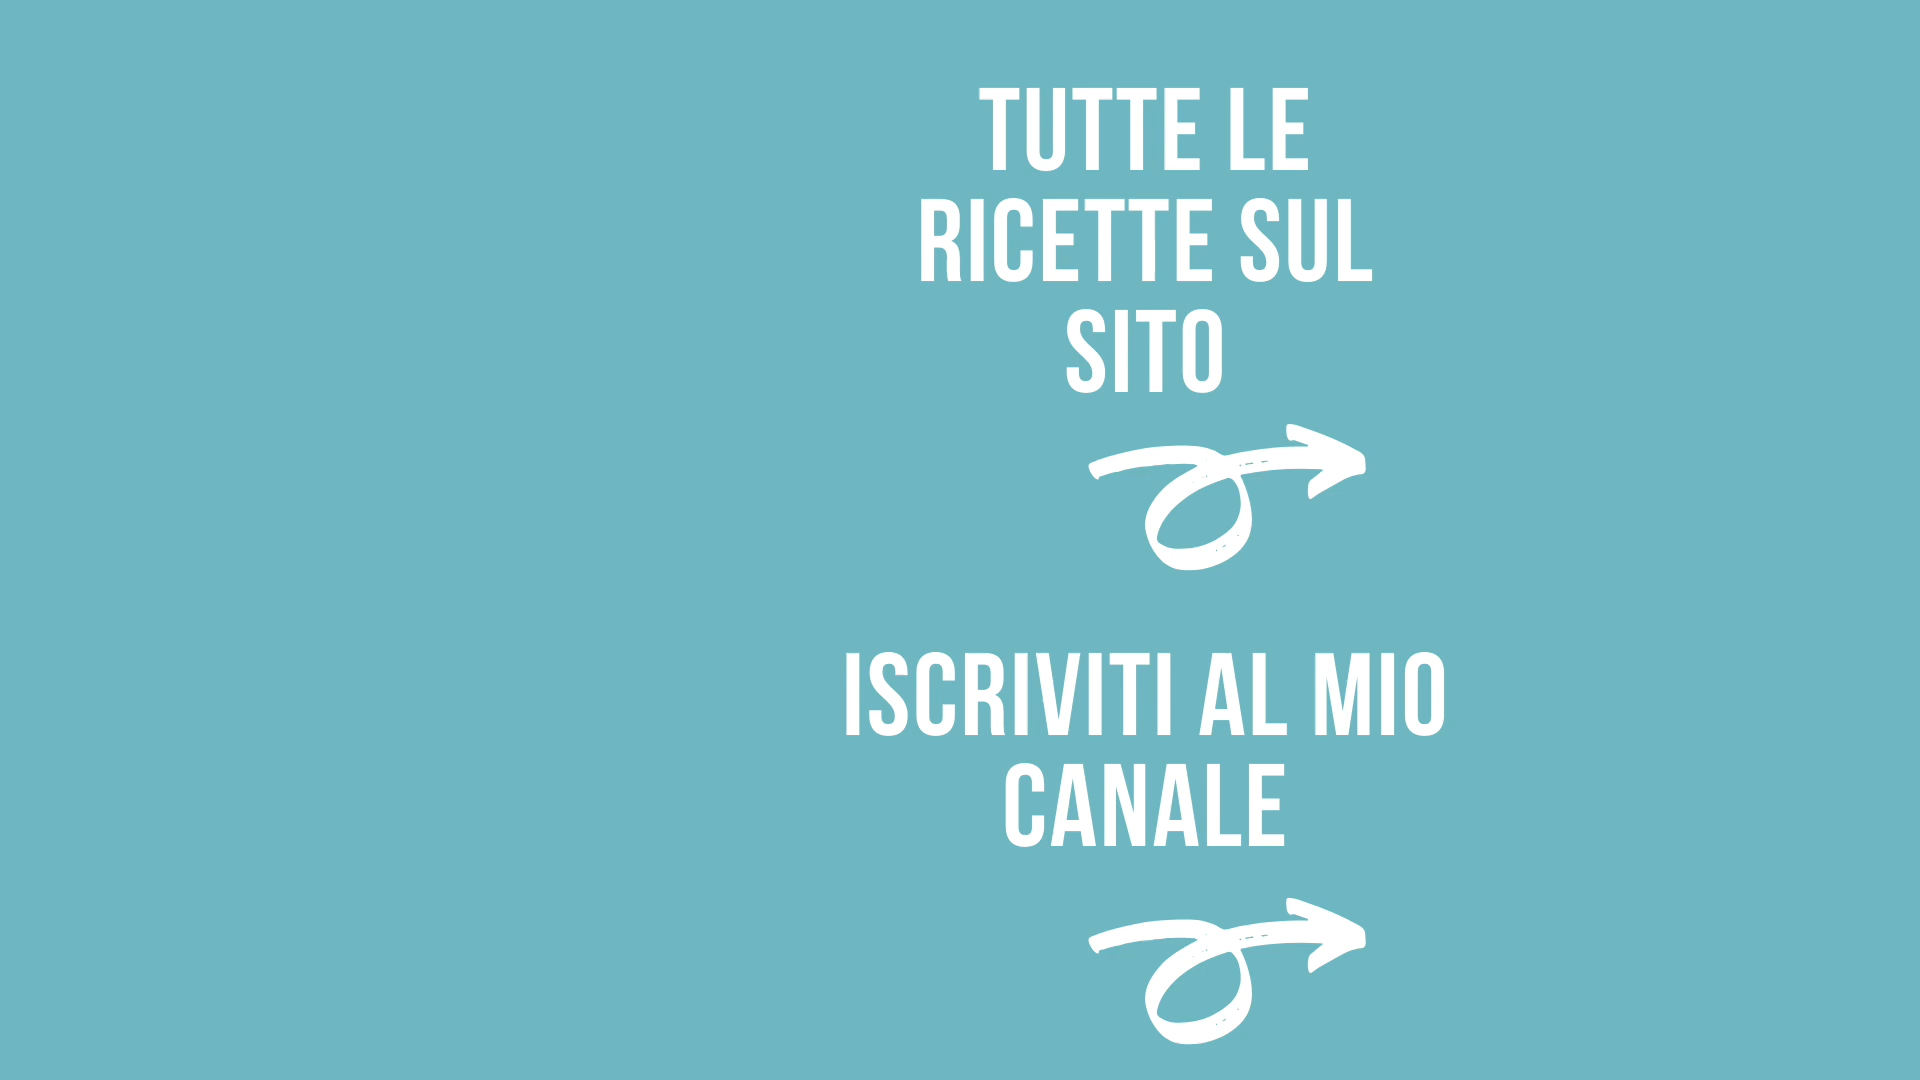 TUTTE LE
RICETTE SUL
SITO
ISCRIVITI AL MIO
CANALE